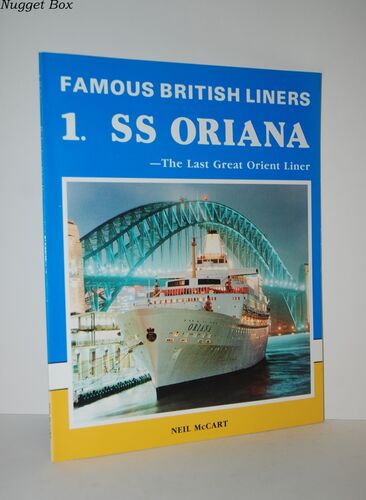 Nugget Box
FAMOUS BRITISH LINERS
1. SS ORIANA
—The Last Great Orient Liner
ORIANA
NEIL McCART